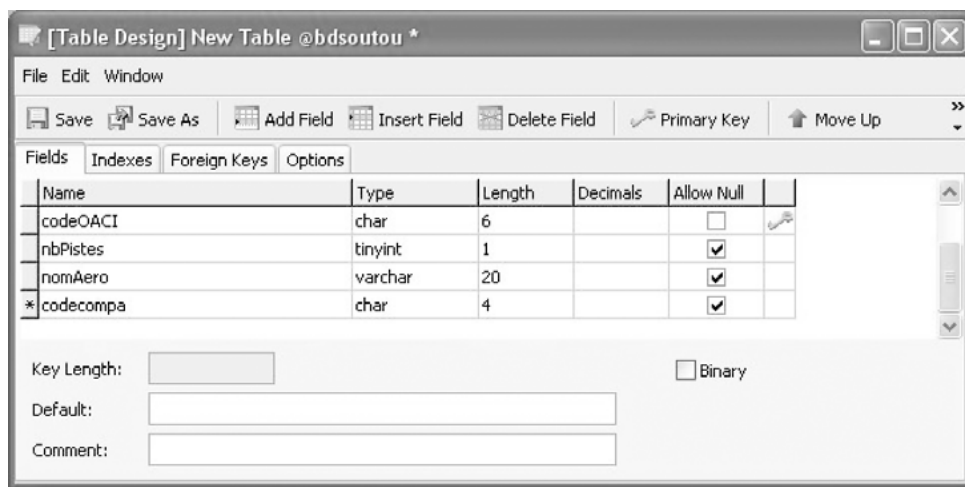 [Table Design] New Table @bdsoutou *
File Edit Window
Save Save As Add Field Insert Field Delete Field Primary Key Move Up
Fields Indexes Foreign Keys Options
Name Type Length Decimals Allow Null
codeOACI char 6
nbPistes tinyint 1
nomAero varchar 20
* codecompa char 4
Key Length: Binary
Default:
Comment: